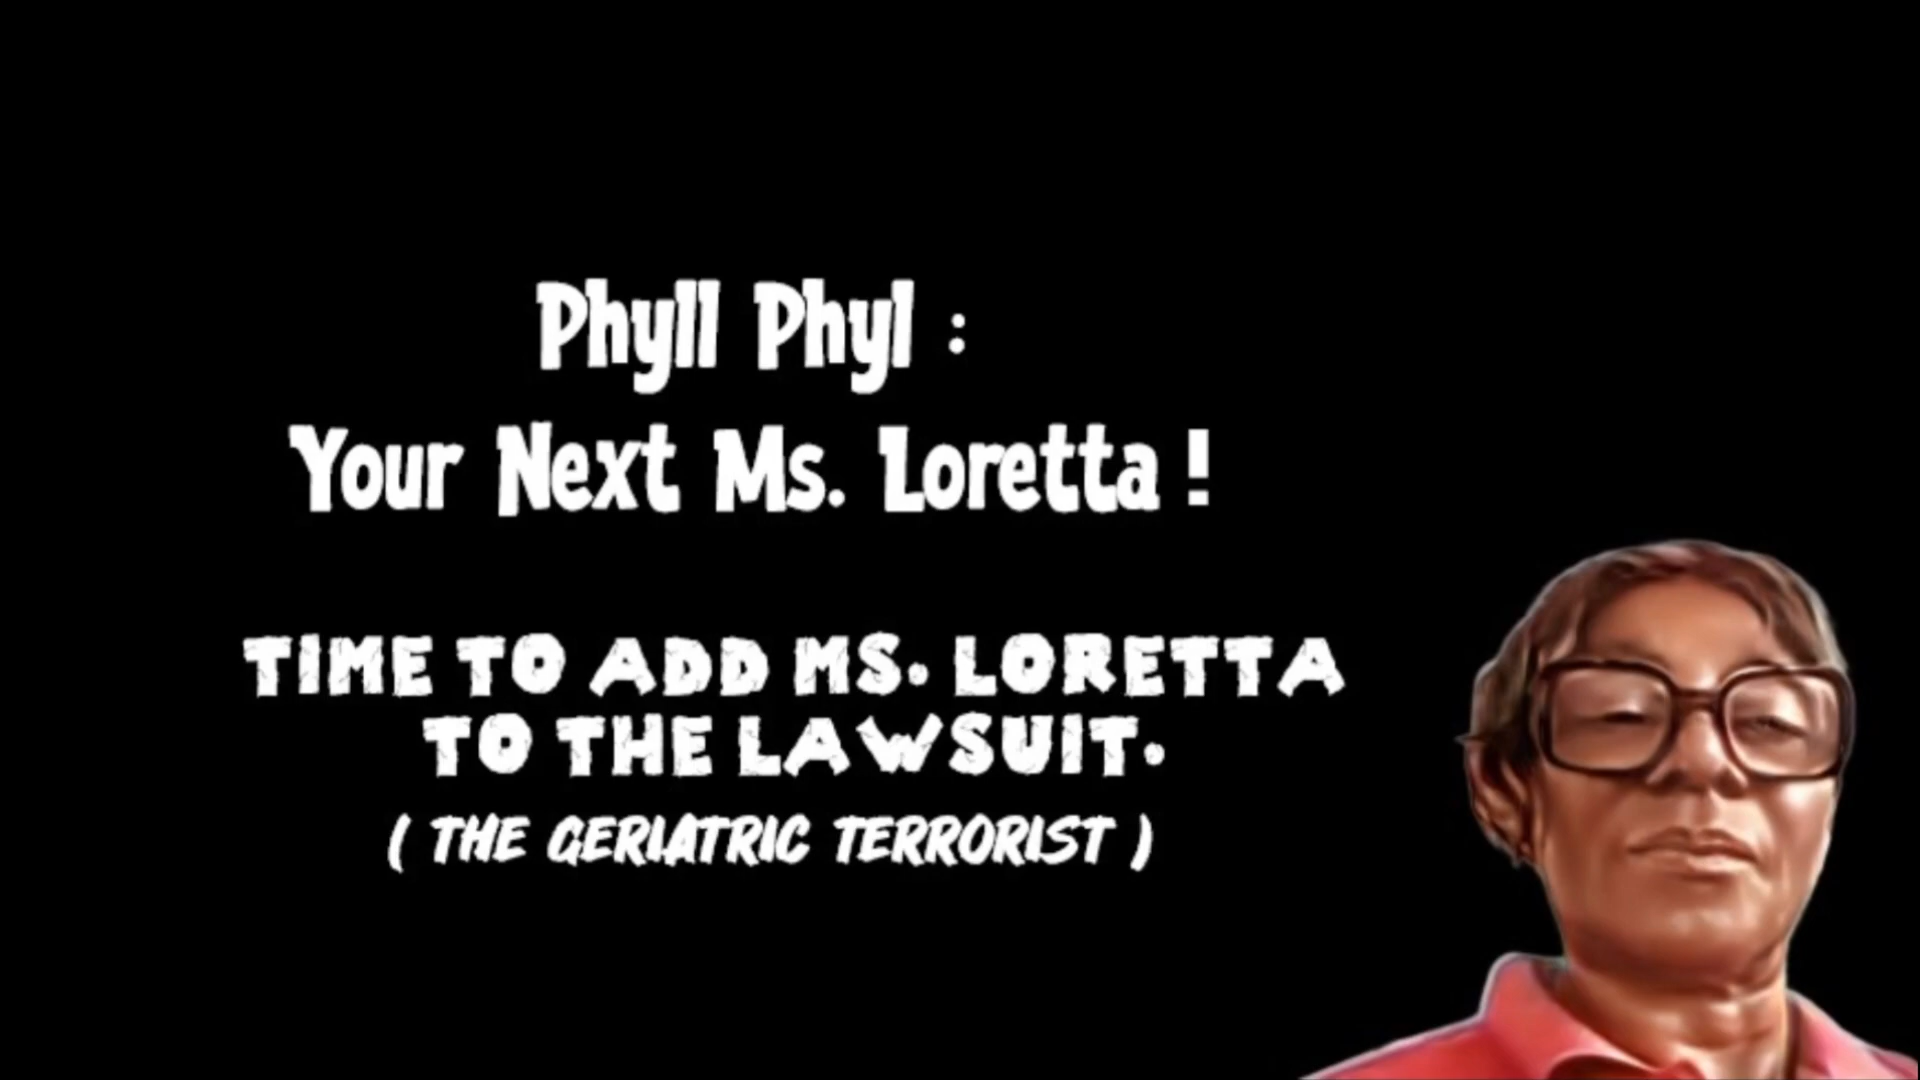 Phyll Phyl :
Your Next Ms. Loretta !
TIME TO ADD MS. LORETTA
TO THE LAWSUIT.
( THE GERIATRIC TERRORIST )